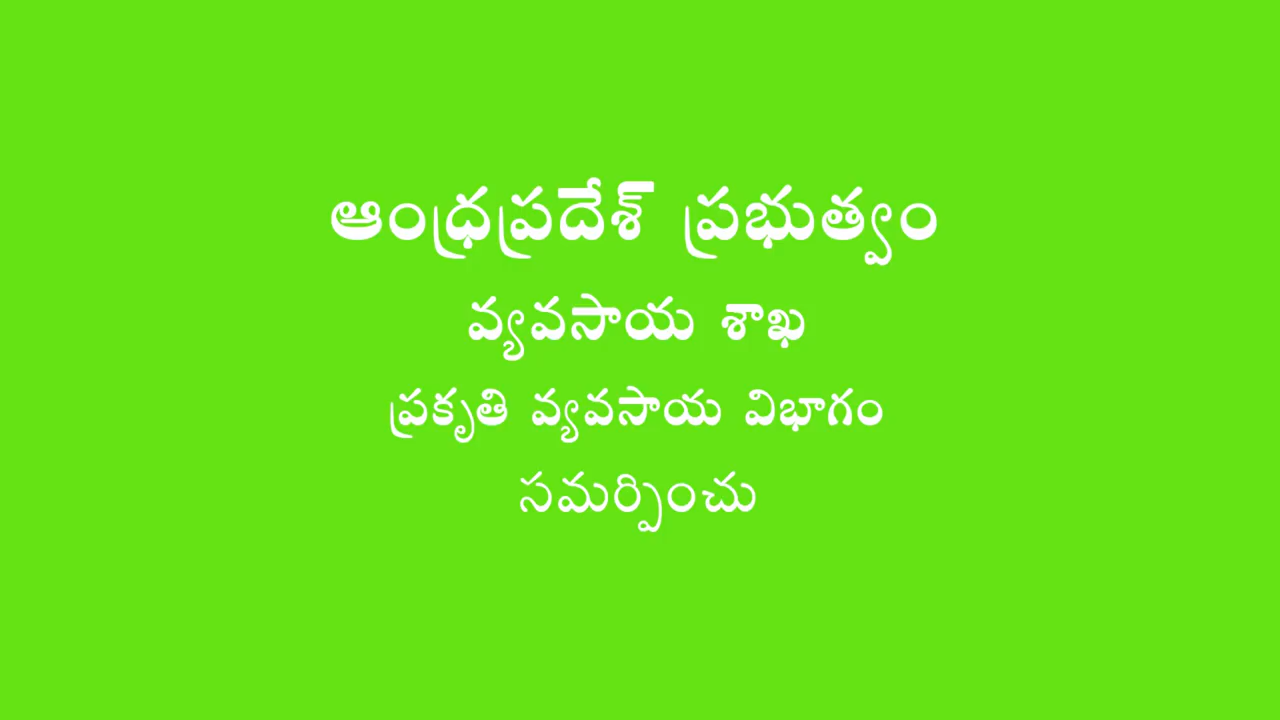 ఆంధ్రప్రదేశ్ ప్రభుత్వం
వ్యవసాయ శాఖ
ప్రకృతి వ్యవసాయ విభాగం
సమర్పించు